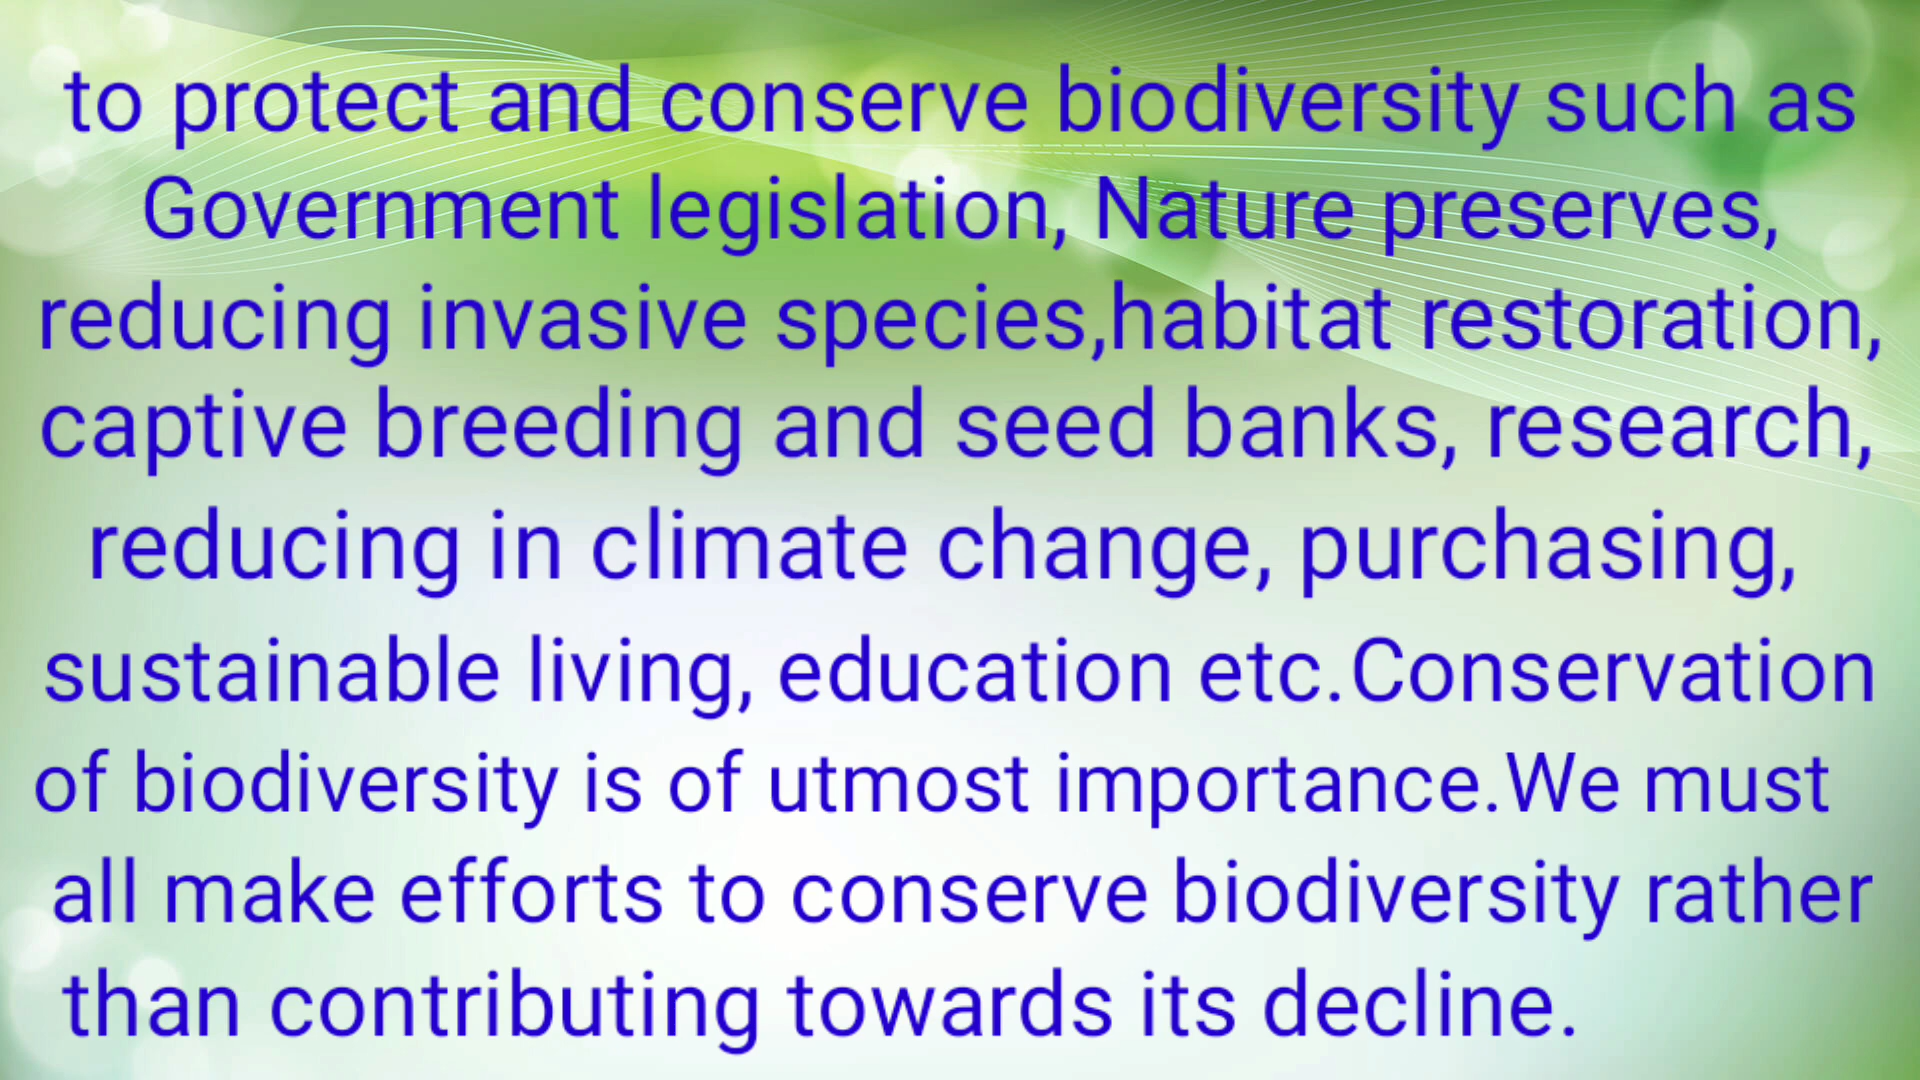 to protect and conserve biodiversity such as
Government legislation, Nature preserves,
reducing invasive species,habitat restoration,
captive breeding and seed banks, research,
reducing in climate change, purchasing,
sustainable living, education etc.Conservation
of biodiversity is of utmost importance.We must
all make efforts to conserve biodiversity rather
than contributing towards its decline.